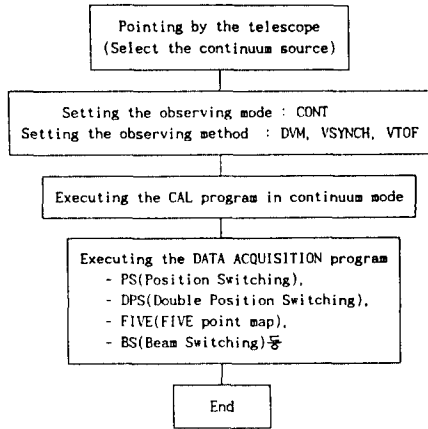 Pointing by the telescope
(Select the continuum source)
Setting the observing mode : CONT
Setting the observing method : DVM, VSYNCH, VTOF
Executing the CAL program in continuum mode
Executing the DATA ACQUISITION program
- PS(Position Switching),
- DPS(Double Position Switching),
- FIVE(FIVE point map),
- BS(Beam Switching)등
End